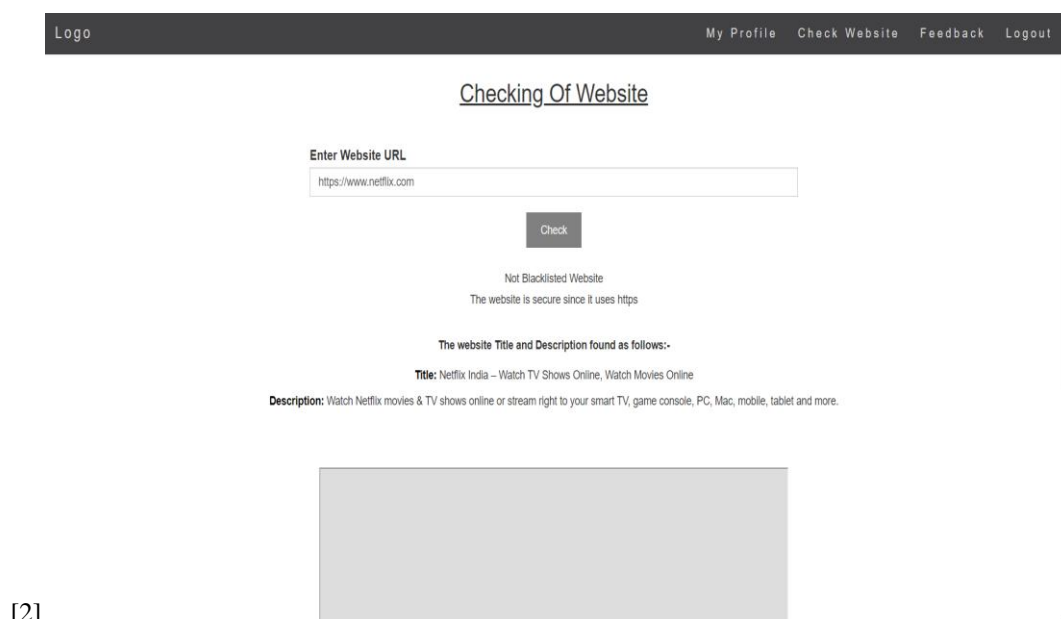 Logo My Profile Check Website Feedback Logout
Checking Of Website
Enter Website URL
https://www.netflix.com
Check
Not Blacklisted Website
The website is secure since it uses https
The website Title and Description found as follows:-
Title: Netflix India – Watch TV Shows Online, Watch Movies Online
Description: Watch Netflix movies & TV shows online or stream right to your smart TV, game console, PC, Mac, mobile, tablet and more.
[2]